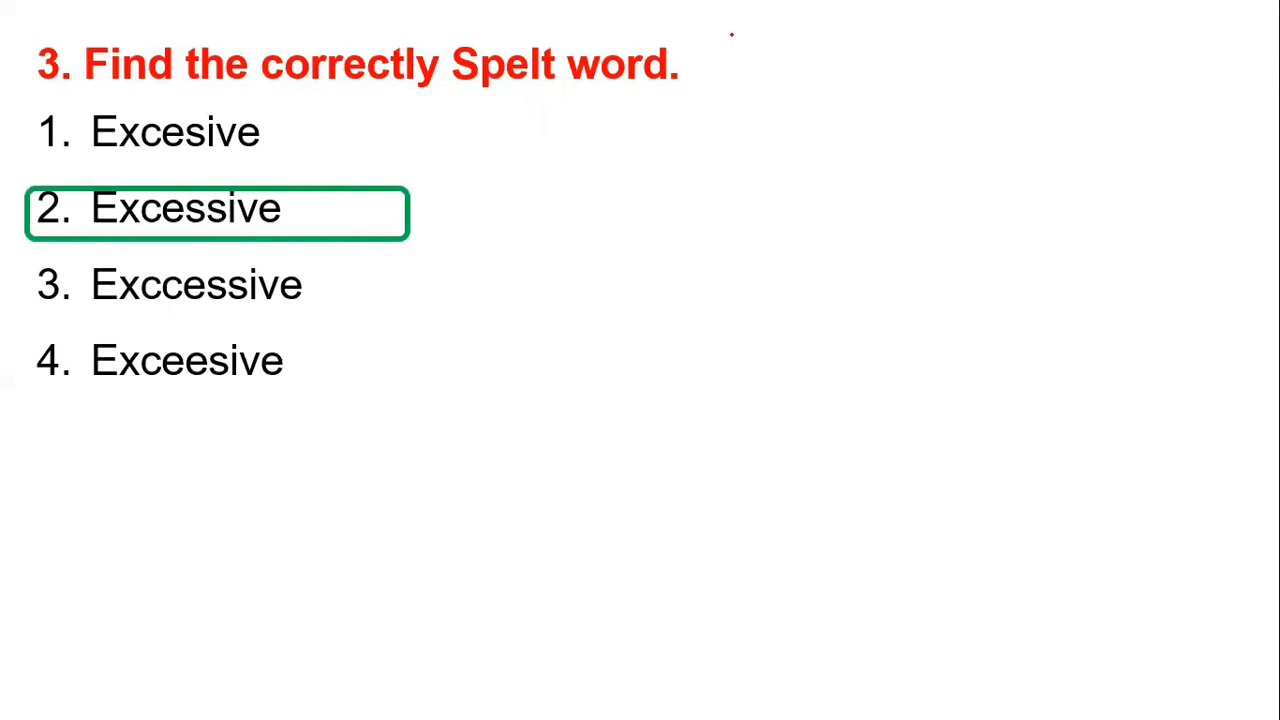 3. Find the correctly Spelt word.
1. Excesive
2. Excessive
3. Exccessive
4. Exceesive